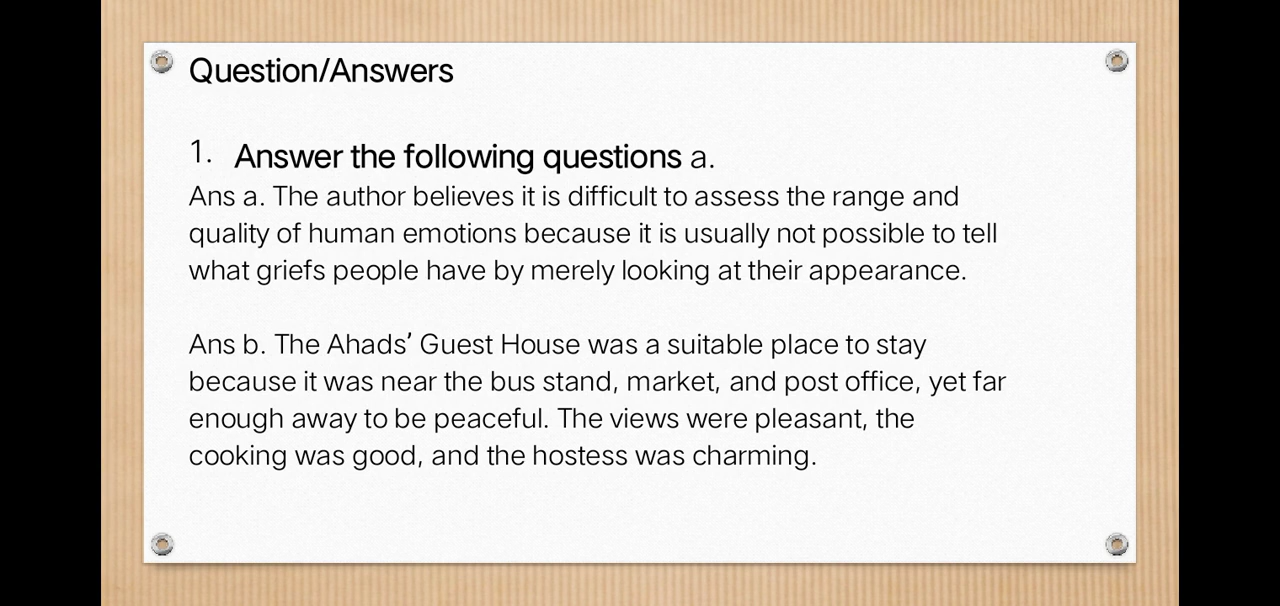 Question/Answers
1. Answer the following questions a.
Ans a. The author believes it is difficult to assess the range and
quality of human emotions because it is usually not possible to tell
what griefs people have by merely looking at their appearance.
Ans b. The Ahads’ Guest House was a suitable place to stay
because it was near the bus stand, market, and post office, yet far
enough away to be peaceful. The views were pleasant, the
cooking was good, and the hostess was charming.